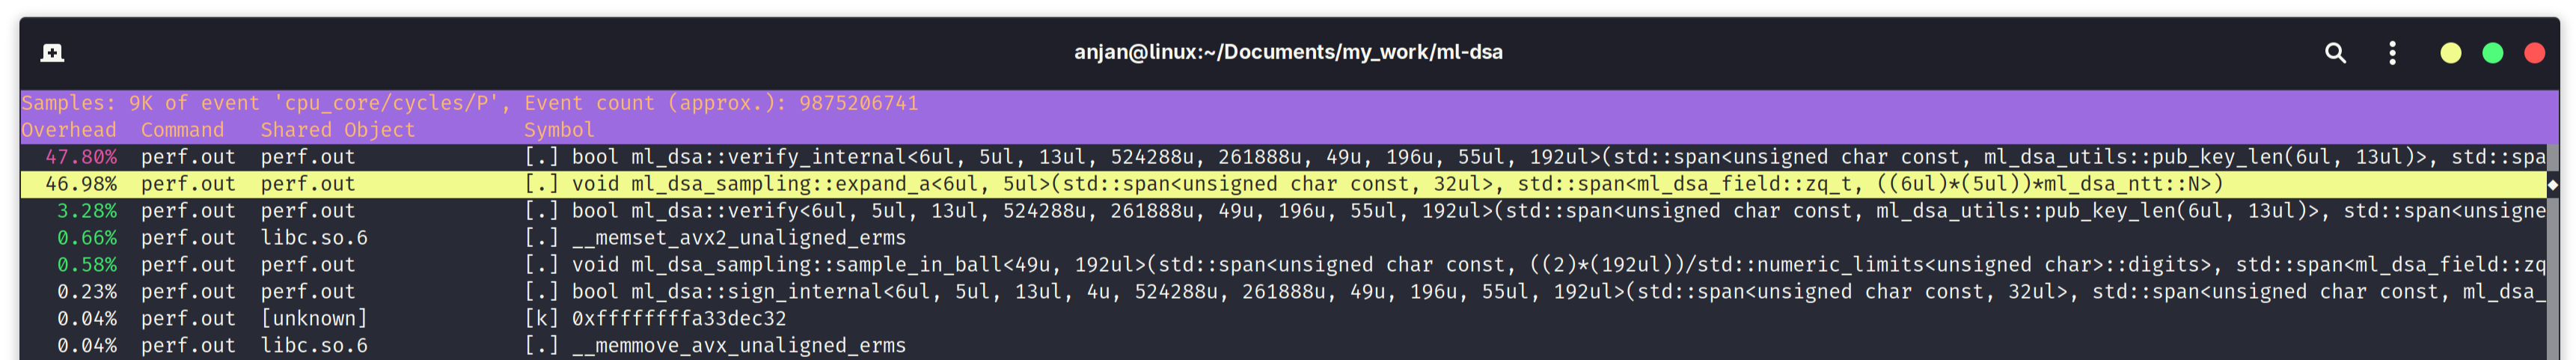 anjan@linux:~/Documents/my_work/ml-dsa
Samples: 9K of event 'cpu_core/cycles/P', Event count (approx.): 9875206741
Overhead  Command  Shared Object  Symbol
47.80%  perf.out  perf.out  [.] bool ml_dsa::verify_internal<6ul, 5ul, 13ul, 524288u, 261888u, 49u, 196u, 55ul, 192ul>(std::span<unsigned char const, ml_dsa_utils::pub_key_len(6ul, 13ul)>, std::spa
46.98%  perf.out  perf.out  [.] void ml_dsa_sampling::expand_a<6ul, 5ul>(std::span<unsigned char const, 32ul>, std::span<ml_dsa_field::zq_t, ((6ul)*(5ul))*ml_dsa_ntt::N>)
3.28%  perf.out  perf.out  [.] bool ml_dsa::verify<6ul, 5ul, 13ul, 524288u, 261888u, 49u, 196u, 55ul, 192ul>(std::span<unsigned char const, ml_dsa_utils::pub_key_len(6ul, 13ul)>, std::span<unsigne
0.66%  perf.out  libc.so.6  [.] __memset_avx2_unaligned_erms
0.58%  perf.out  perf.out  [.] void ml_dsa_sampling::sample_in_ball<49u, 192ul>(std::span<unsigned char const, ((2)*(192ul))/std::numeric_limits<unsigned char>::digits>, std::span<ml_dsa_field::zq
0.23%  perf.out  perf.out  [.] bool ml_dsa::sign_internal<6ul, 5ul, 13ul, 4u, 524288u, 261888u, 49u, 196u, 55ul, 192ul>(std::span<unsigned char const, 32ul>, std::span<unsigned char const, ml_dsa_
0.04%  perf.out  [unknown]  [k] 0xffffffffa33dec32
0.04%  perf.out  libc.so.6  [.] __memmove_avx_unaligned_erms